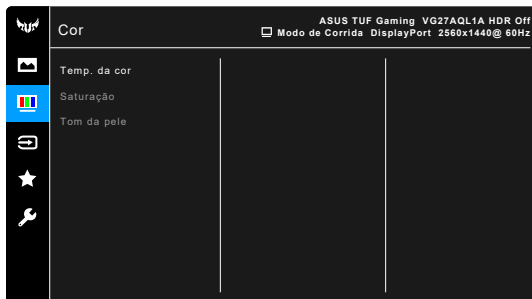 Cor
ASUS TUF Gaming VG27AQL1A HDR Off
Modo de Corrida DisplayPort 2560x1440@ 60Hz
Temp. da cor
Saturação
Tom da pele